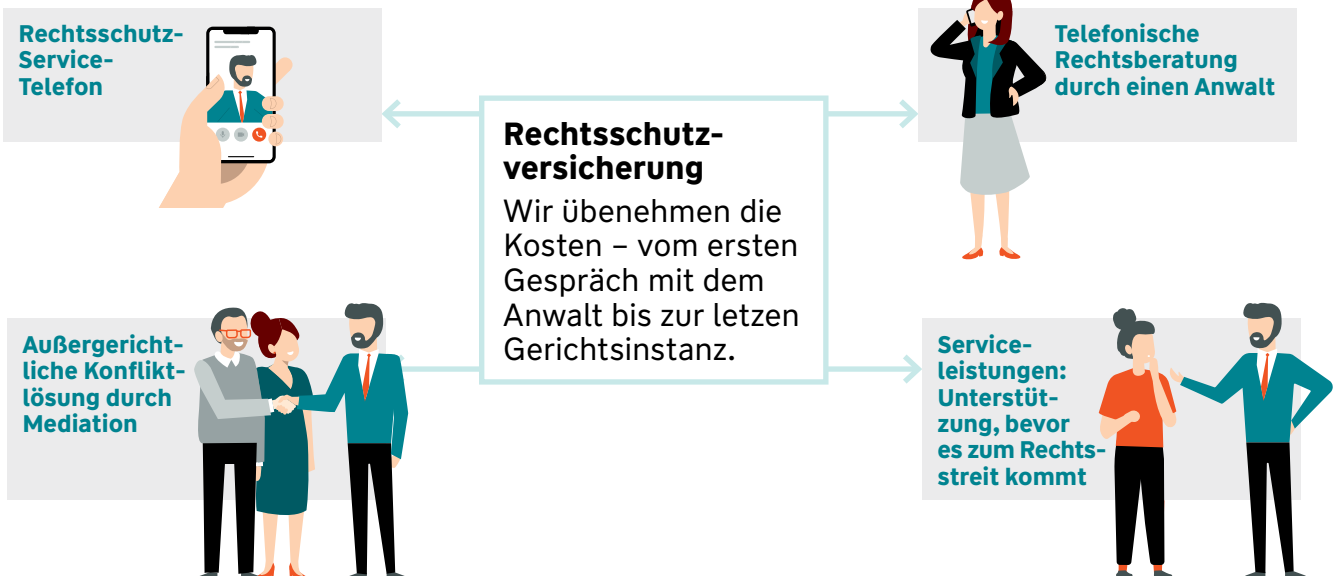 Rechtsschutz-
Service-
Telefon
Telefonische
Rechtsberatung
durch einen Anwalt
Rechtsschutz-
versicherung
Wir übenehmen die
Kosten – vom ersten
Gespräch mit dem
Anwalt bis zur letzen
Gerichtsinstanz.
Außergericht-
liche Konflikt-
lösung durch
Mediation
Service-
leistungen:
Unterstüt-
zung, bevor
es zum Rechts-
streit kommt